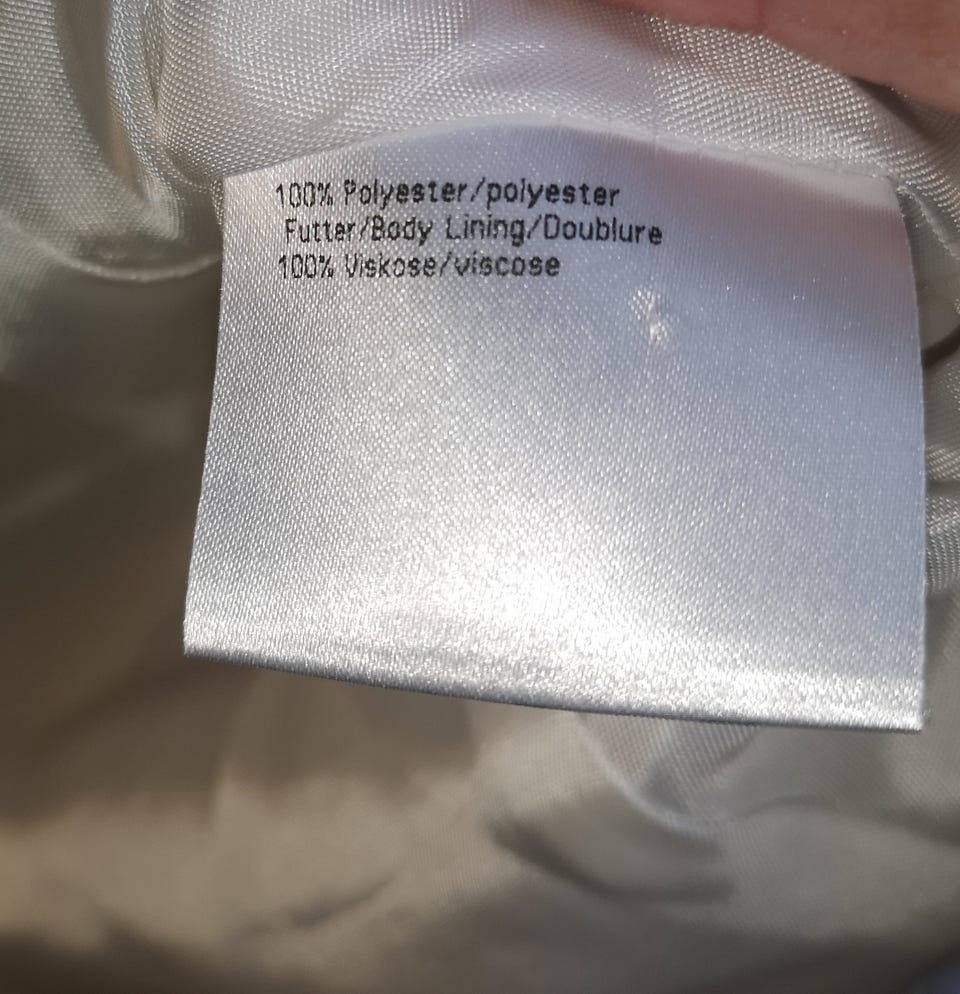 100% Polyester/polyester
Futter/Body Lining/Doublure
100% Viskose/viscose